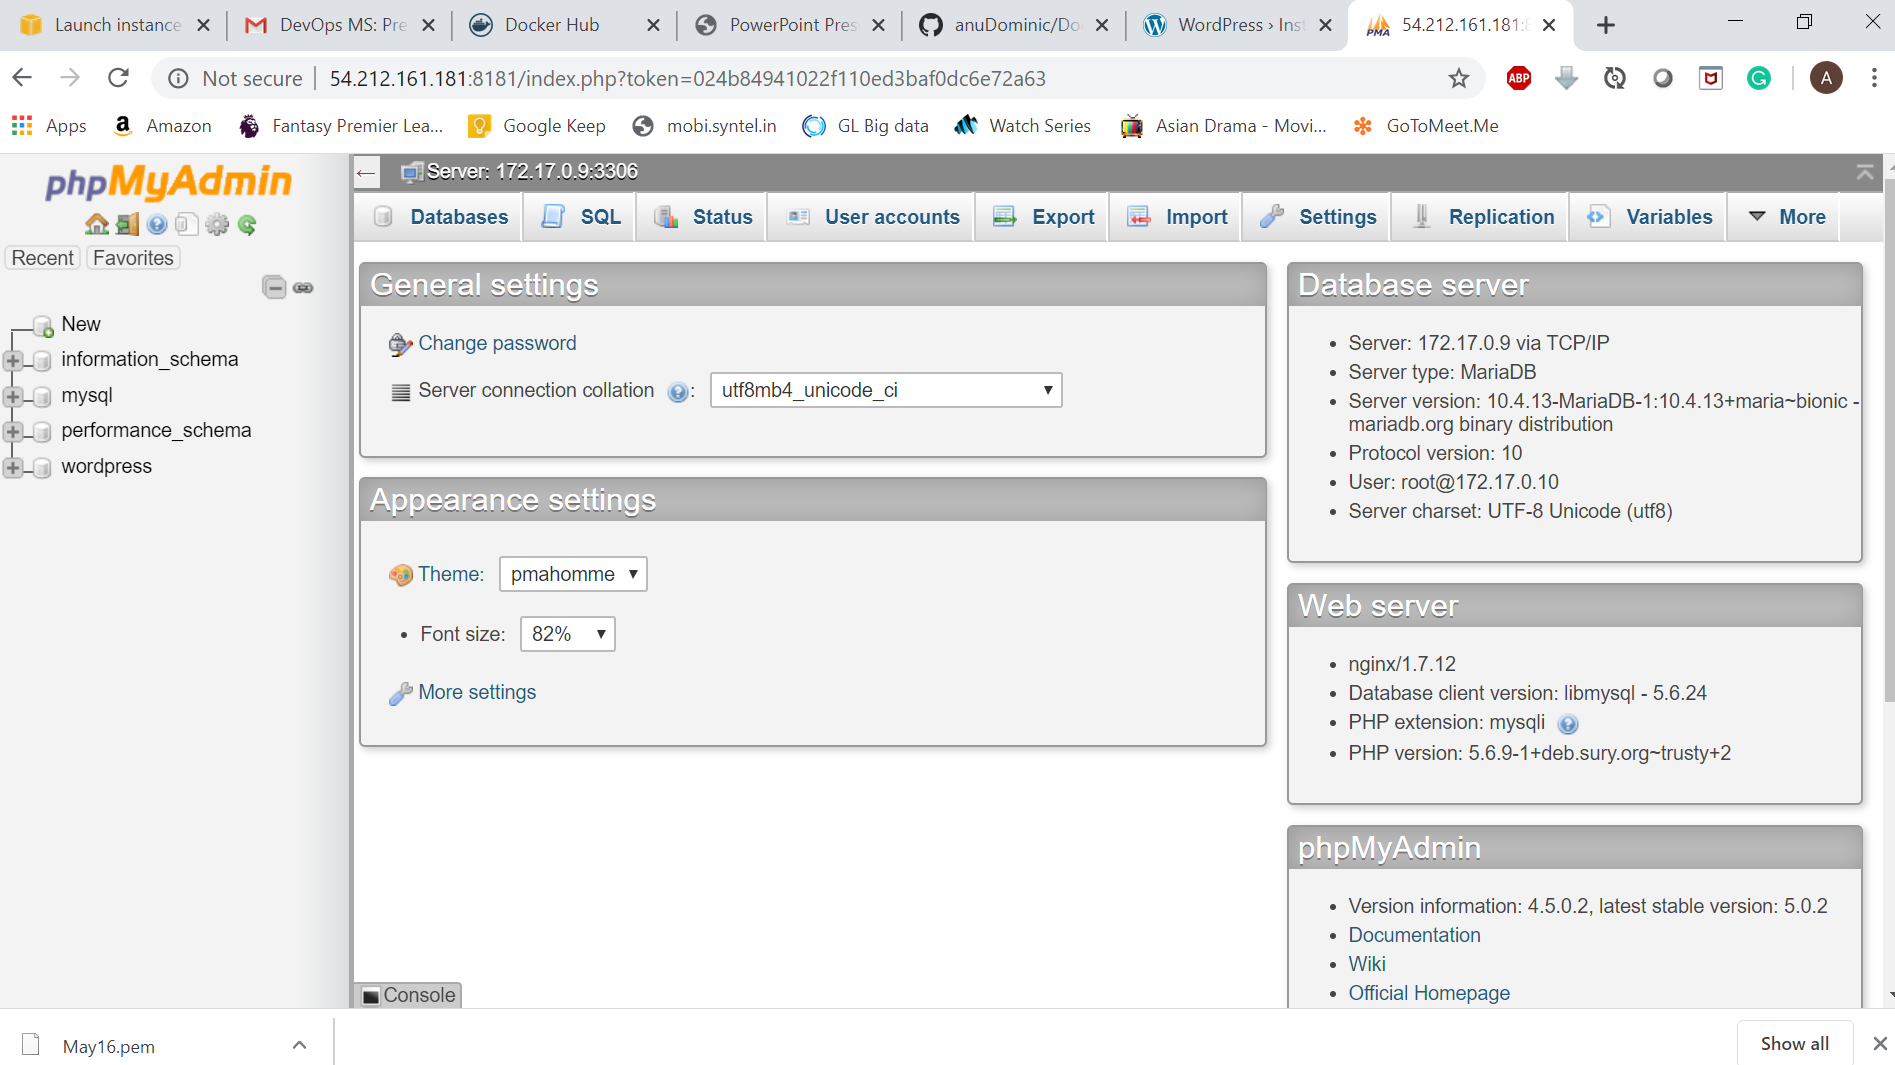 Launch instance
DevOps MS: Pre
Docker Hub
PowerPoint Pres
anuDominic/Do
WordPress › Inst
PMA
54.212.161.181:8
Not secure
54.212.161.181:8181/index.php?token=024b84941022f110ed3baf0dc6e72a63
ABP
A
Apps
Amazon
Fantasy Premier Lea...
Google Keep
mobi.syntel.in
GL Big data
Watch Series
Asian Drama - Movi...
GoToMeet.Me
phpMyAdmin
Recent
Favorites
New
information_schema
mysql
performance_schema
wordpress
Server: 172.17.0.9:3306
Databases
SQL
Status
User accounts
Export
Import
Settings
Replication
Variables
More
General settings
Change password
Server connection collation :
utf8mb4_unicode_ci
Appearance settings
Theme:
pmahomme
Font size:
82%
More settings
Console
Database server
Server: 172.17.0.9 via TCP/IP
Server type: MariaDB
Server version: 10.4.13-MariaDB-1:10.4.13+maria~bionic -
mariadb.org binary distribution
Protocol version: 10
User: root@172.17.0.10
Server charset: UTF-8 Unicode (utf8)
Web server
nginx/1.7.12
Database client version: libmysql - 5.6.24
PHP extension: mysqli
PHP version: 5.6.9-1+deb.sury.org~trusty+2
phpMyAdmin
Version information: 4.5.0.2, latest stable version: 5.0.2
Documentation
Wiki
Official Homepage
May16.pem
Show all